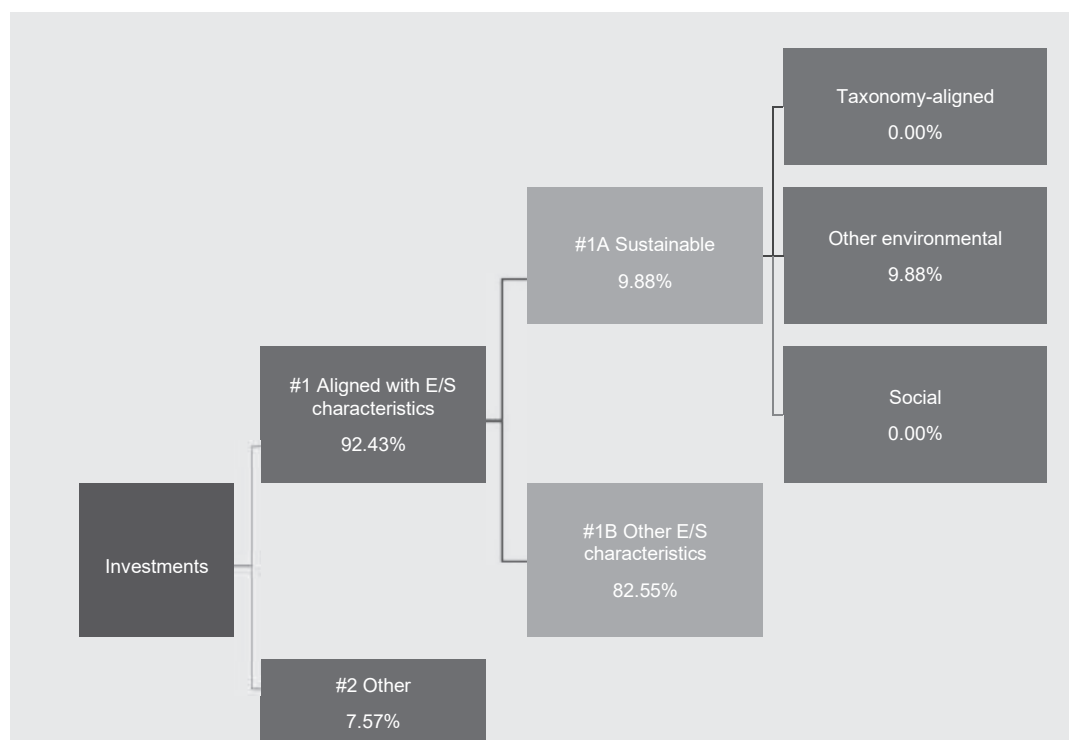 Taxonomy-aligned
0.00%
#1A Sustainable
9.88%
Other environmental
9.88%
#1 Aligned with E/S
characteristics
92.43%
Social
0.00%
Investments
#1B Other E/S
characteristics
82.55%
#2 Other
7.57%